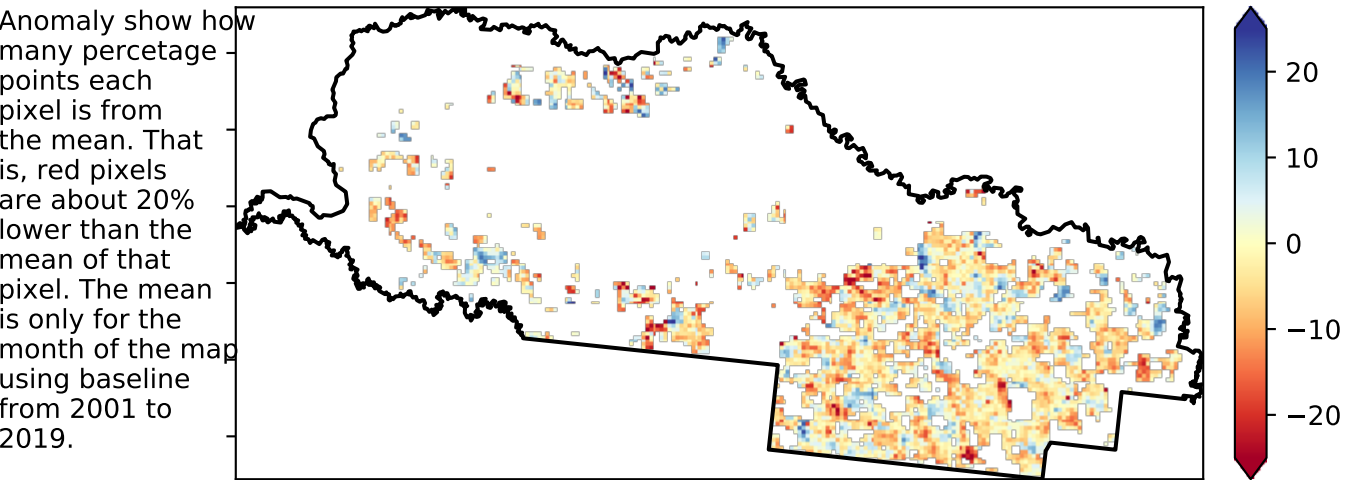 Anomaly show how
many percetage
points each
pixel is from
the mean. That
is, red pixels
are about 20%
lower than the
mean of that
pixel. The mean
is only for the
month of the map
using baseline
from 2001 to
2019.
20
10
0
−10
−20